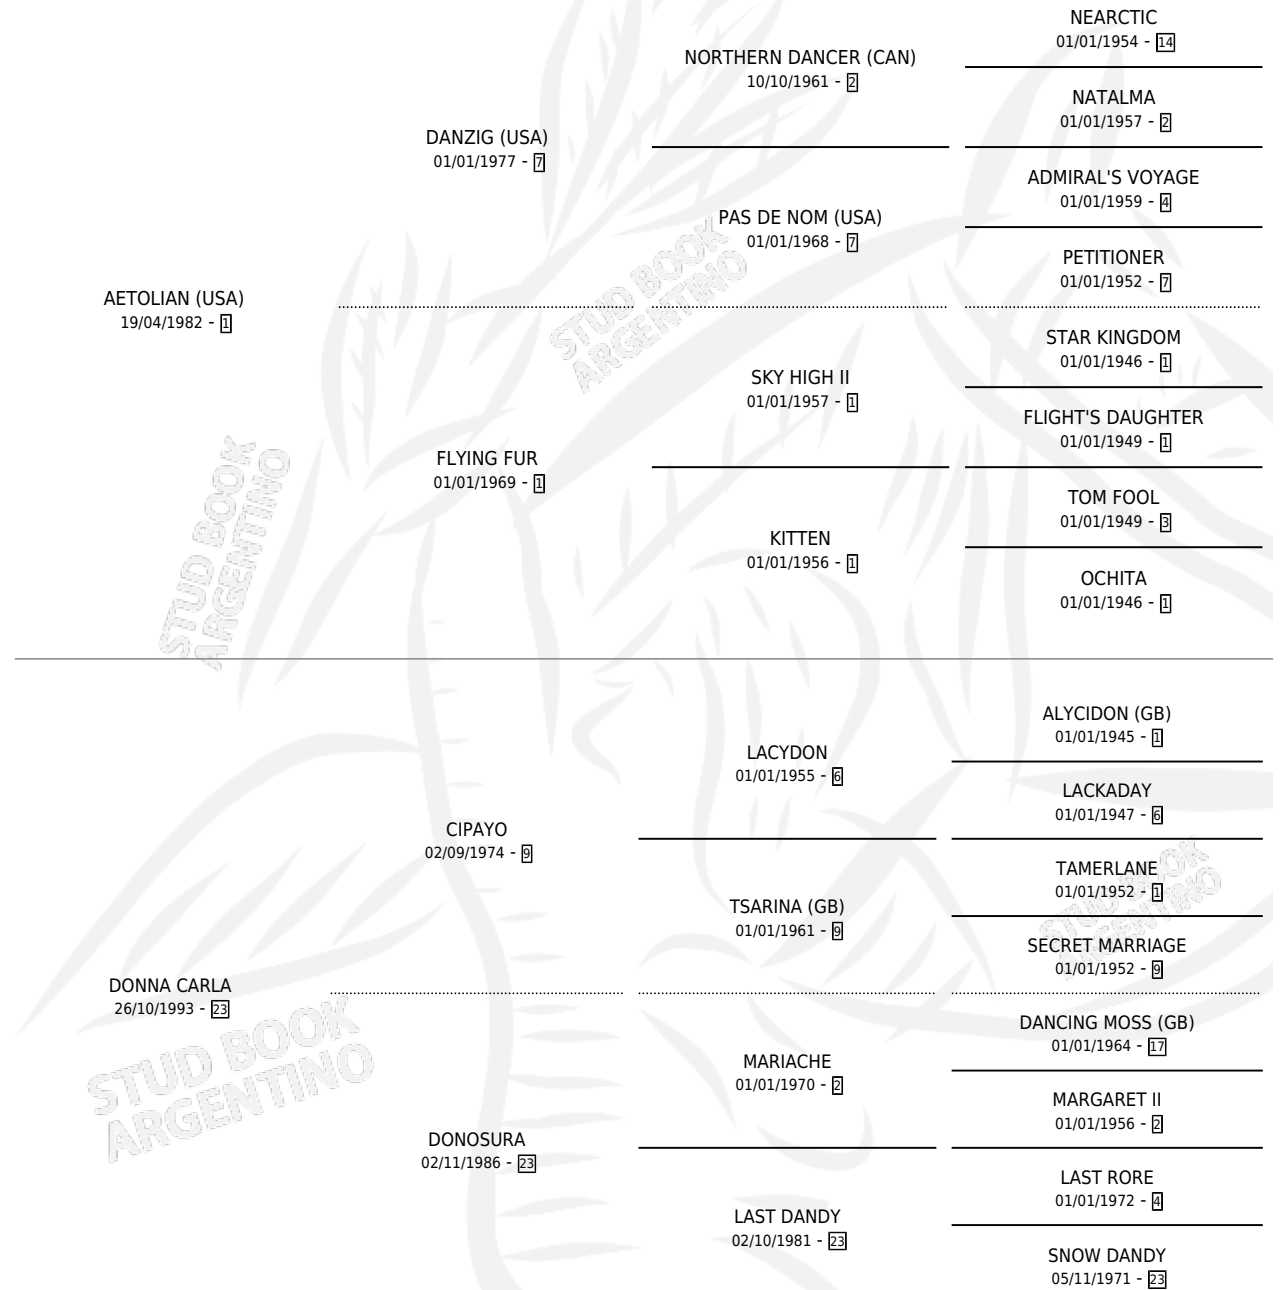 NEARCTIC
01/01/1954 - 14
NORTHERN DANCER (CAN)
10/10/1961 - 2
NATALMA
01/01/1957 - 2
DANZIG (USA)
01/01/1977 - 7
ADMIRAL'S VOYAGE
01/01/1959 - 4
PAS DE NOM (USA)
01/01/1968 - 7
PETITIONER
01/01/1952 - 7
AETOLIAN (USA)
19/04/1982 - 1
STAR KINGDOM
01/01/1946 - 1
SKY HIGH II
01/01/1957 - 1
FLIGHT'S DAUGHTER
01/01/1949 - 1
FLYING FUR
01/01/1969 - 1
TOM FOOL
01/01/1949 - 3
KITTEN
01/01/1956 - 1
OCHITA
01/01/1946 - 1
ALYCIDON (GB)
01/01/1945 - 1
LACYDON
01/01/1955 - 6
LACKADAY
01/01/1947 - 6
CIPAYO
02/09/1974 - 9
TAMERLANE
01/01/1952 - 1
TSARINA (GB)
01/01/1961 - 9
SECRET MARRIAGE
01/01/1952 - 9
DONNA CARLA
26/10/1993 - 23
DANCING MOSS (GB)
01/01/1964 - 17
MARIACHE
01/01/1970 - 2
MARGARET II
01/01/1956 - 2
DONOSURA
02/11/1986 - 23
LAST RORE
01/01/1972 - 4
LAST DANDY
02/10/1981 - 23
SNOW DANDY
05/11/1971 - 23
STUD BOOK
ARGENTINO
STUD BOOK
ARGENTINO
STUD BOOK
ARGENTINO
STUD BOOK
ARGENTINO